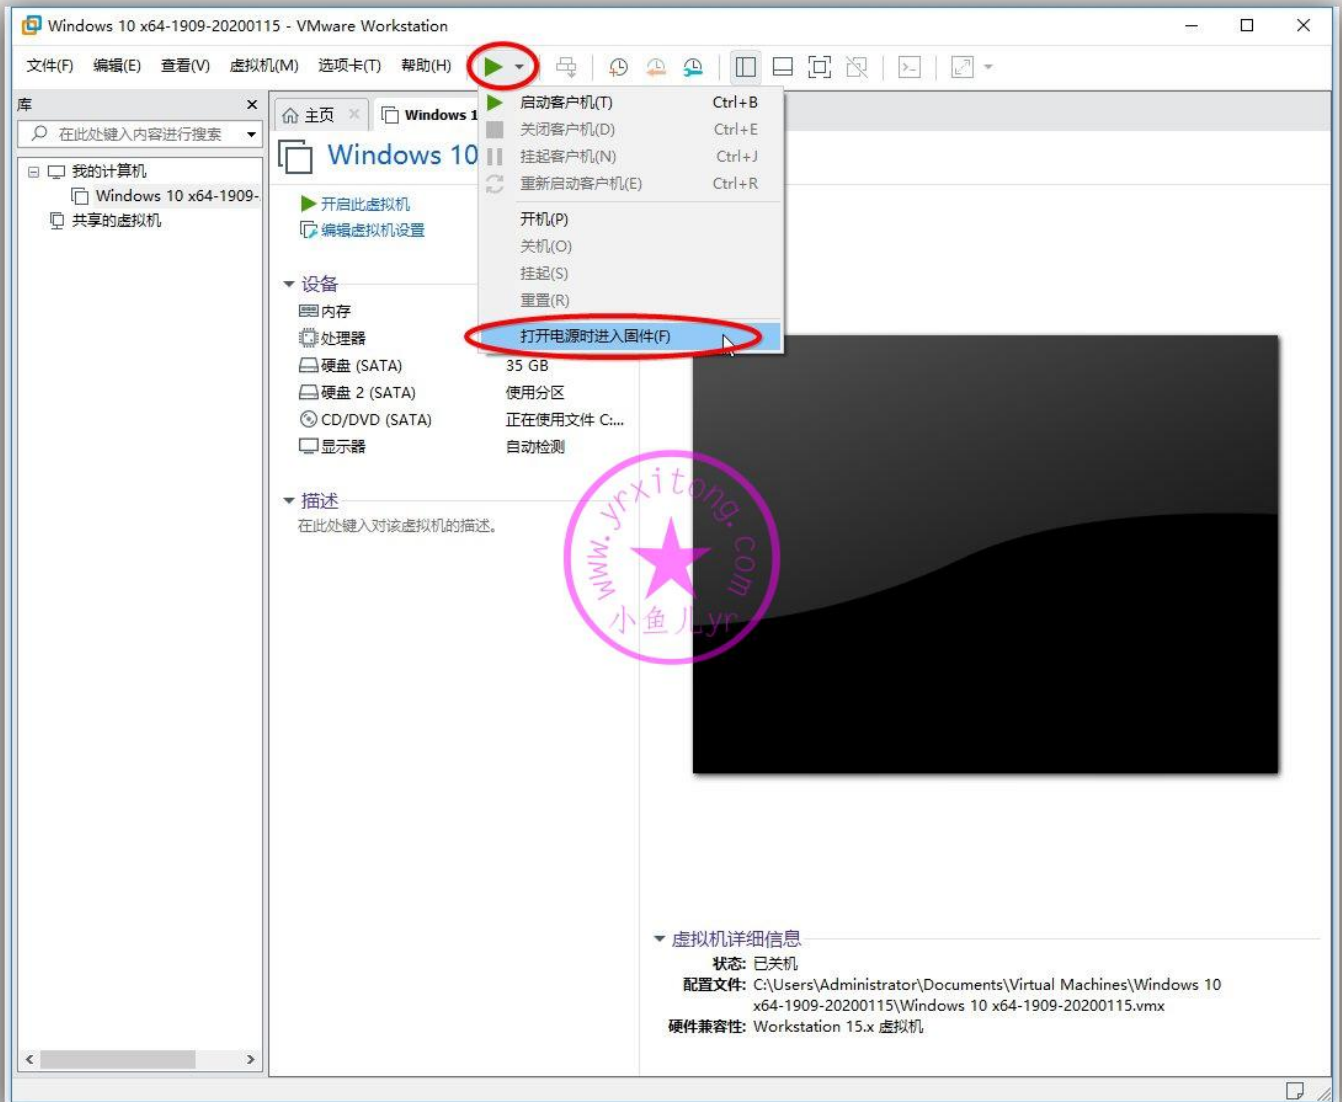 Windows 10 x64-1909-20200115 - VMware Workstation
文件(F) 编辑(E) 查看(V) 虚拟机(M) 选项卡(T) 帮助(H)
库
在此处键入内容进行搜索
我的计算机
Windows 10 x64-1909-
共享的虚拟机
主页
Windows 1
Windows 10
开启此虚拟机
编辑虚拟机设置
启动客户机(T) Ctrl+B
关闭客户机(D) Ctrl+E
挂起客户机(N) Ctrl+J
重新启动客户机(E) Ctrl+R
开机(P)
关机(O)
挂起(S)
重置(R)
打开电源时进入固件(F)
设备
内存
处理器
硬盘 (SATA) 35 GB
硬盘 2 (SATA) 使用分区
CD/DVD (SATA) 正在使用文件 C:...
显示器 自动检测
描述
在此处键入对该虚拟机的描述。
www.yrxitong.com
小鱼儿yr
虚拟机详细信息
状态: 已关机
配置文件: C:\Users\Administrator\Documents\Virtual Machines\Windows 10
x64-1909-20200115\Windows 10 x64-1909-20200115.vmx
硬件兼容性: Workstation 15.x 虚拟机